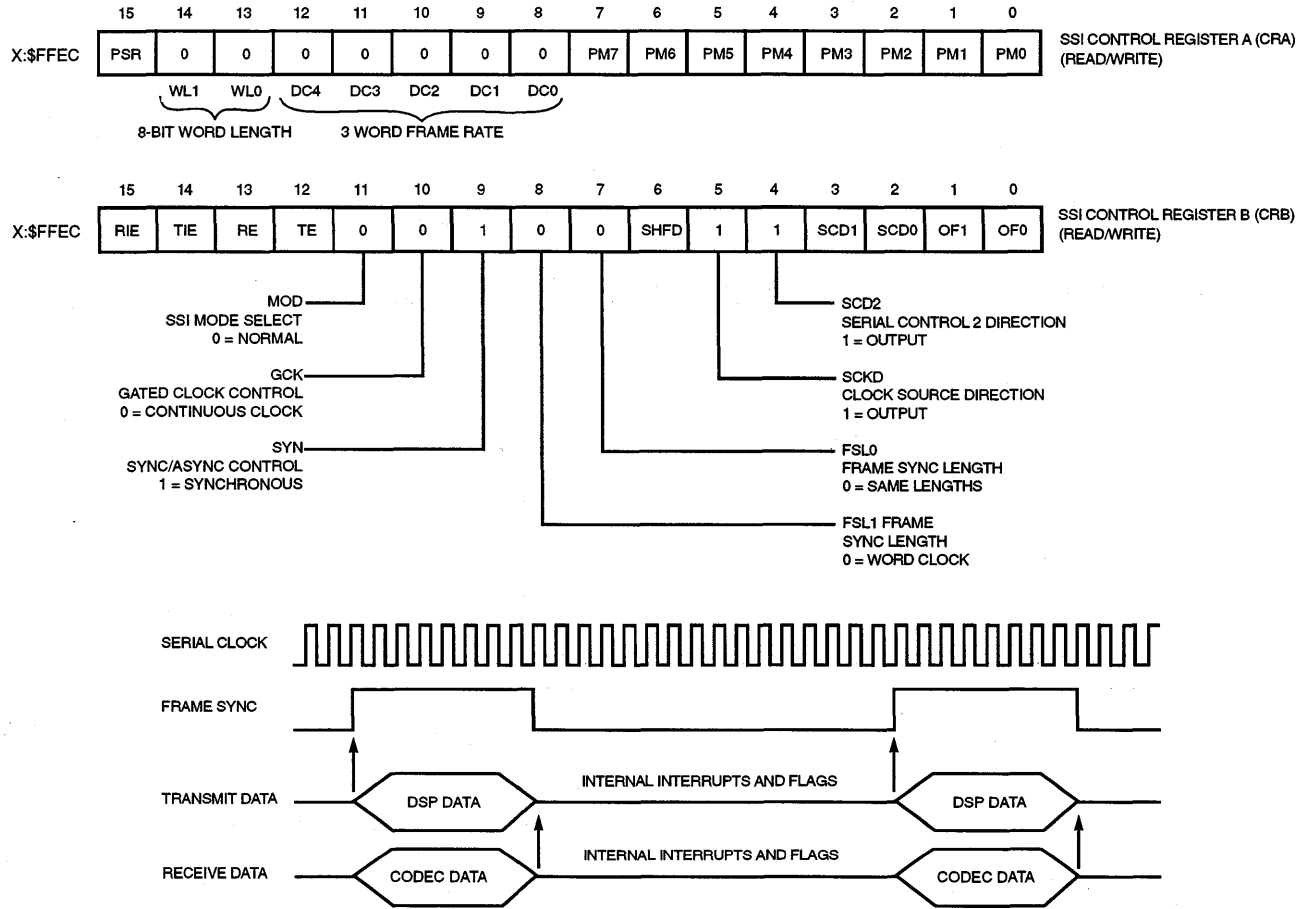 15 14 13 12 11 10 9 8 7 6 5 4 3 2 1 0
X:$FFEC PSR 0 0 0 0 0 0 0 PM7 PM6 PM5 PM4 PM3 PM2 PM1 PM0 SSI CONTROL REGISTER A (CRA)
(READ/WRITE)
WL1 WL0 DC4 DC3 DC2 DC1 DC0
8-BIT WORD LENGTH 3 WORD FRAME RATE
15 14 13 12 11 10 9 8 7 6 5 4 3 2 1 0
X:$FFEC RIE TIE RE TE 0 0 1 0 0 SHFD 1 1 SCD1 SCD0 OF1 OF0 SSI CONTROL REGISTER B (CRB)
(READ/WRITE)
MOD
SSI MODE SELECT
0 = NORMAL
GCK
GATED CLOCK CONTROL
0 = CONTINUOUS CLOCK
SYN
SYNC/ASYNC CONTROL
1 = SYNCHRONOUS
SCD2
SERIAL CONTROL 2 DIRECTION
1 = OUTPUT
SCKD
CLOCK SOURCE DIRECTION
1 = OUTPUT
FSL0
FRAME SYNC LENGTH
0 = SAME LENGTHS
FSL1 FRAME
SYNC LENGTH
0 = WORD CLOCK
SERIAL CLOCK
FRAME SYNC
TRANSMIT DATA DSP DATA INTERNAL INTERRUPTS AND FLAGS DSP DATA
RECEIVE DATA CODEC DATA INTERNAL INTERRUPTS AND FLAGS CODEC DATA